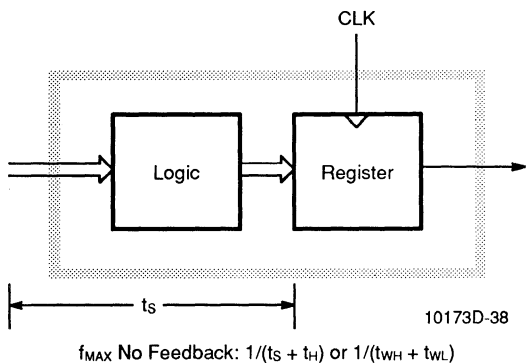 CLK
Logic
Register
tS
10173D-38
fMAX No Feedback: 1/(tS + tH) or 1/(tWH + tWL)